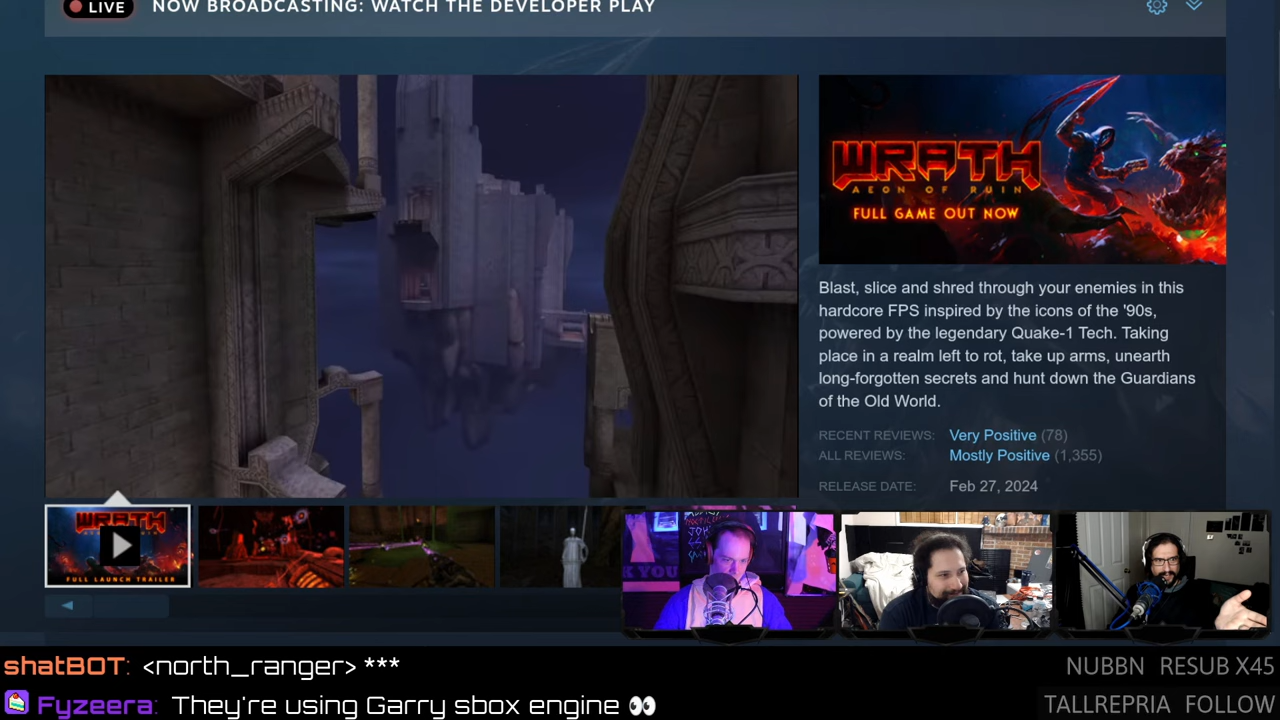 LIVE NOW BROADCASTING: WATCH THE DEVELOPER PLAY
WRATH
AEON OF RUIN
FULL GAME OUT NOW
Blast, slice and shred through your enemies in this
hardcore FPS inspired by the icons of the '90s,
powered by the legendary Quake-1 Tech. Taking
place in a realm left to rot, take up arms, unearth
long-forgotten secrets and hunt down the Guardians
of the Old World.
RECENT REVIEWS: Very Positive (78)
ALL REVIEWS: Mostly Positive (1,355)
RELEASE DATE: Feb 27, 2024
WRATH
FULL LAUNCH TRAILER
K YOU
shatBOT: <north_ranger> ***
NUBBN RESUB X45
Fyzeera: They're using Garry sbox engine 👀
TALLREPRIA FOLLOW